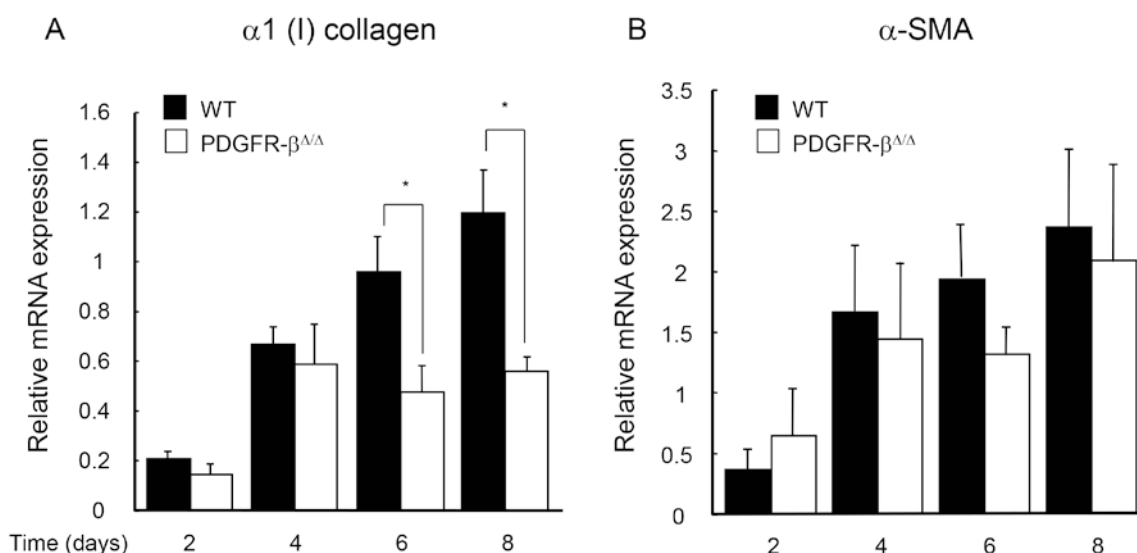 A α1 (I) collagen
Relative mRNA expression
1.6
1.4
1.2
1
0.8
0.6
0.4
0.2
0
WT
PDGFR-β^Δ/Δ
*
*
Time (days) 2 4 6 8
B α-SMA
Relative mRNA expression
3.5
3
2.5
2
1.5
1
0.5
0
WT
PDGFR-β^Δ/Δ
2 4 6 8